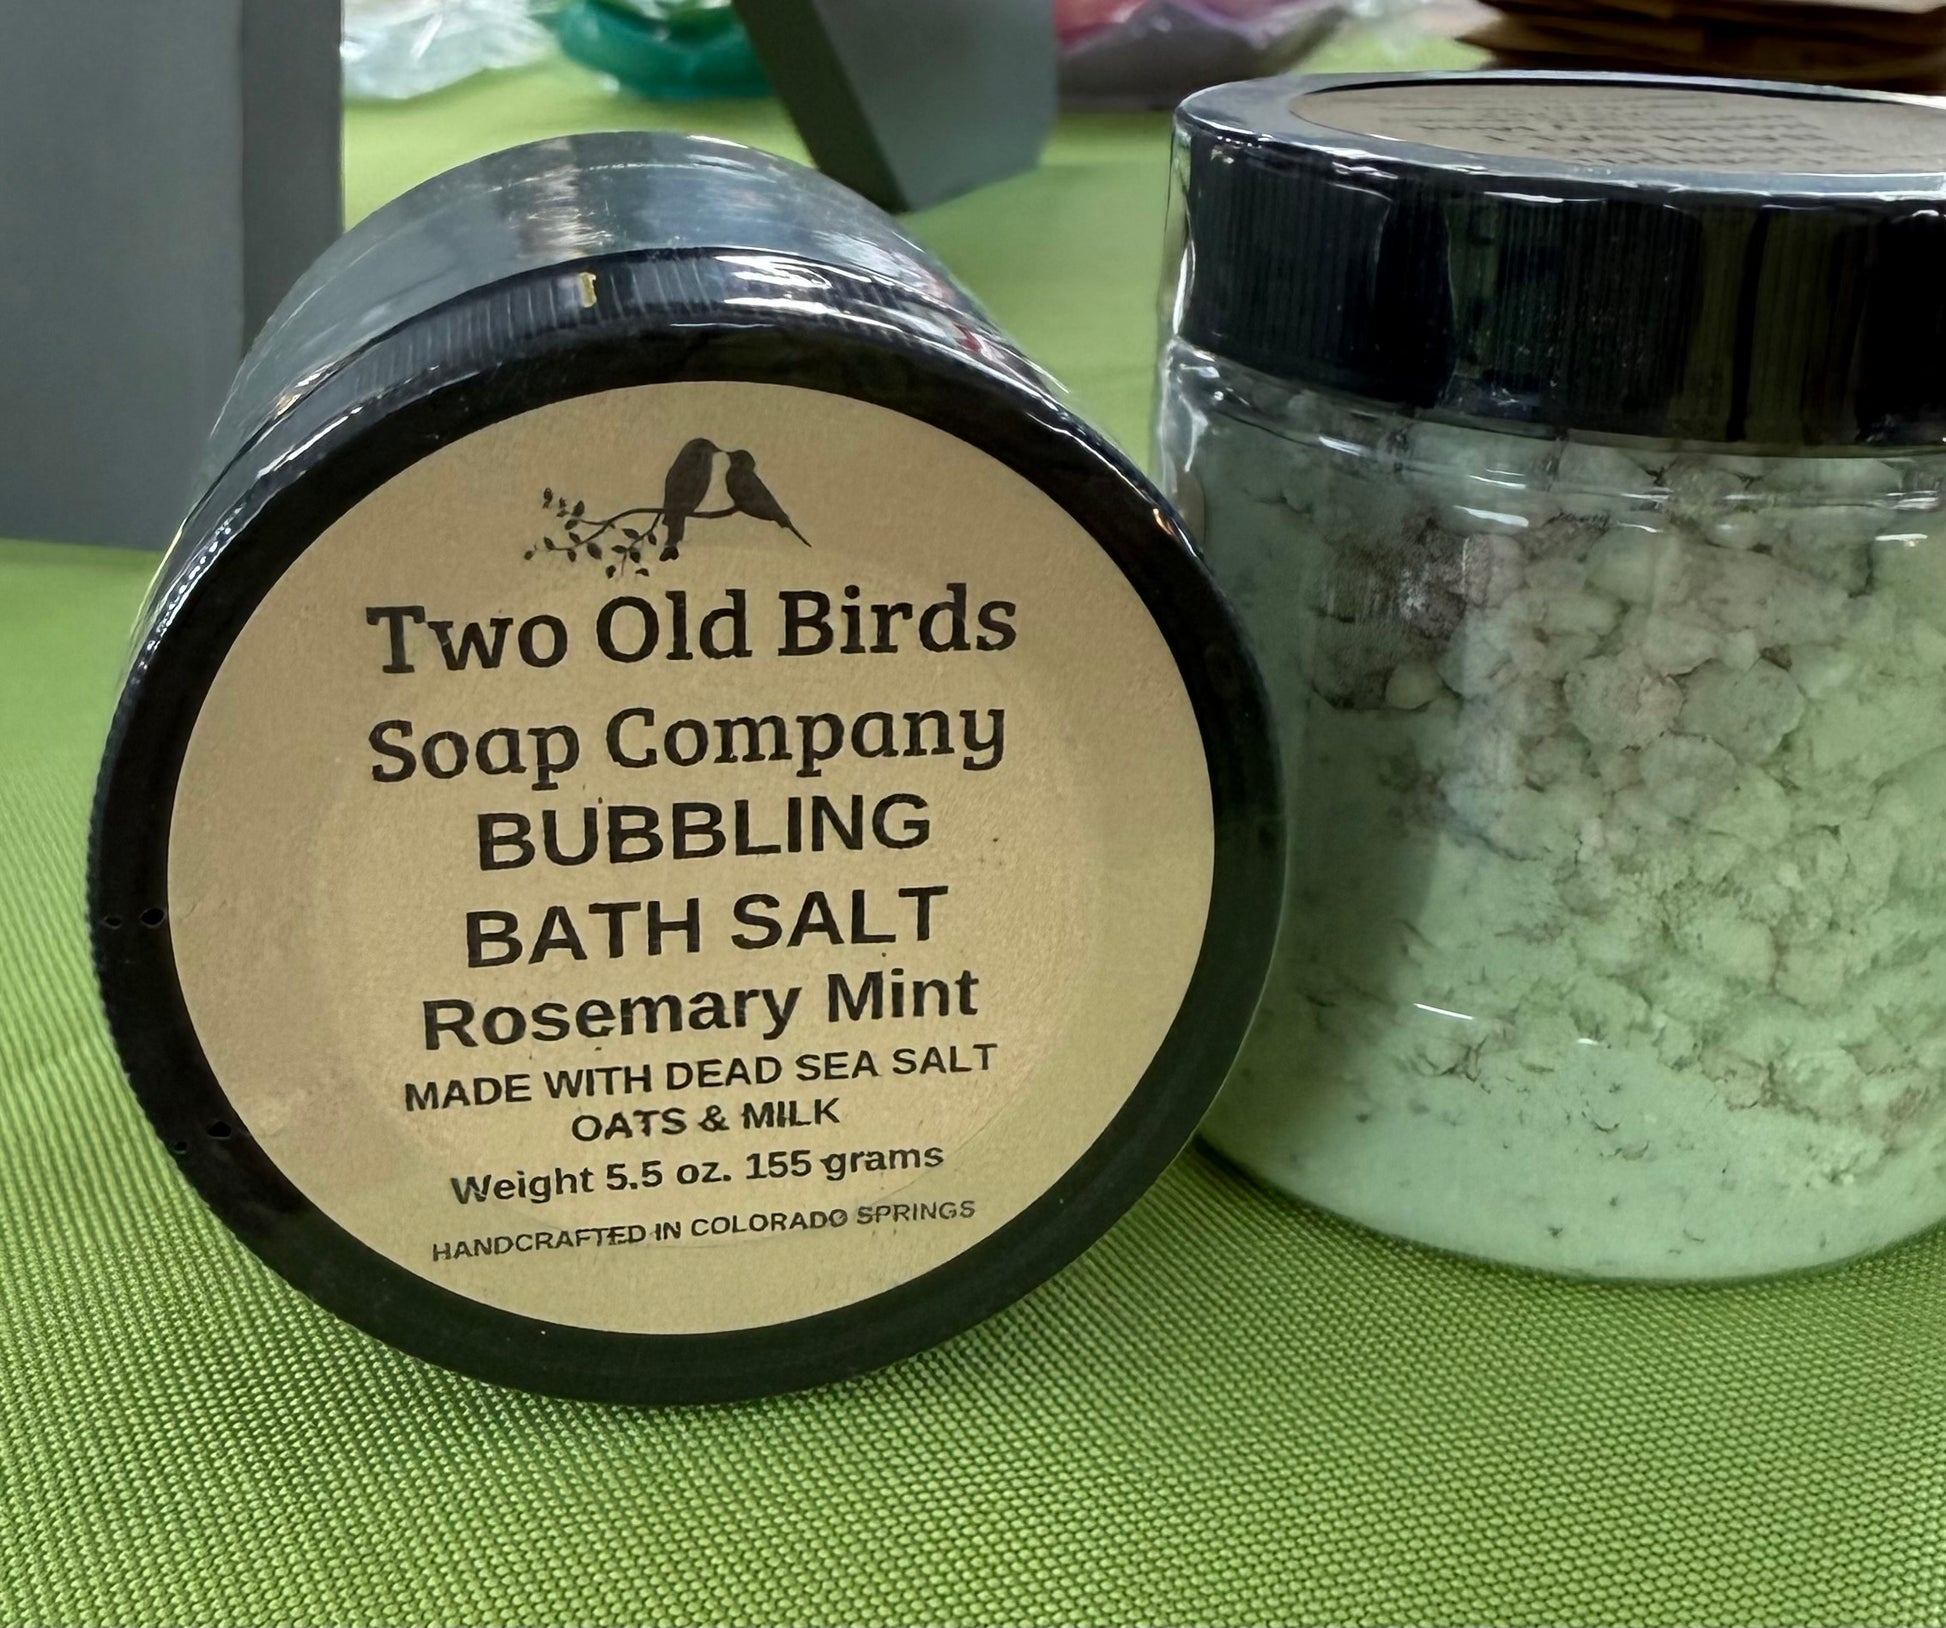 Two Old Birds
Soap Company
BUBBLING
BATH SALT
Rosemary Mint
MADE WITH DEAD SEA SALT
OATS & MILK
Weight 5.5 oz. 155 grams
HANDCRAFTED IN COLORADO SPRINGS